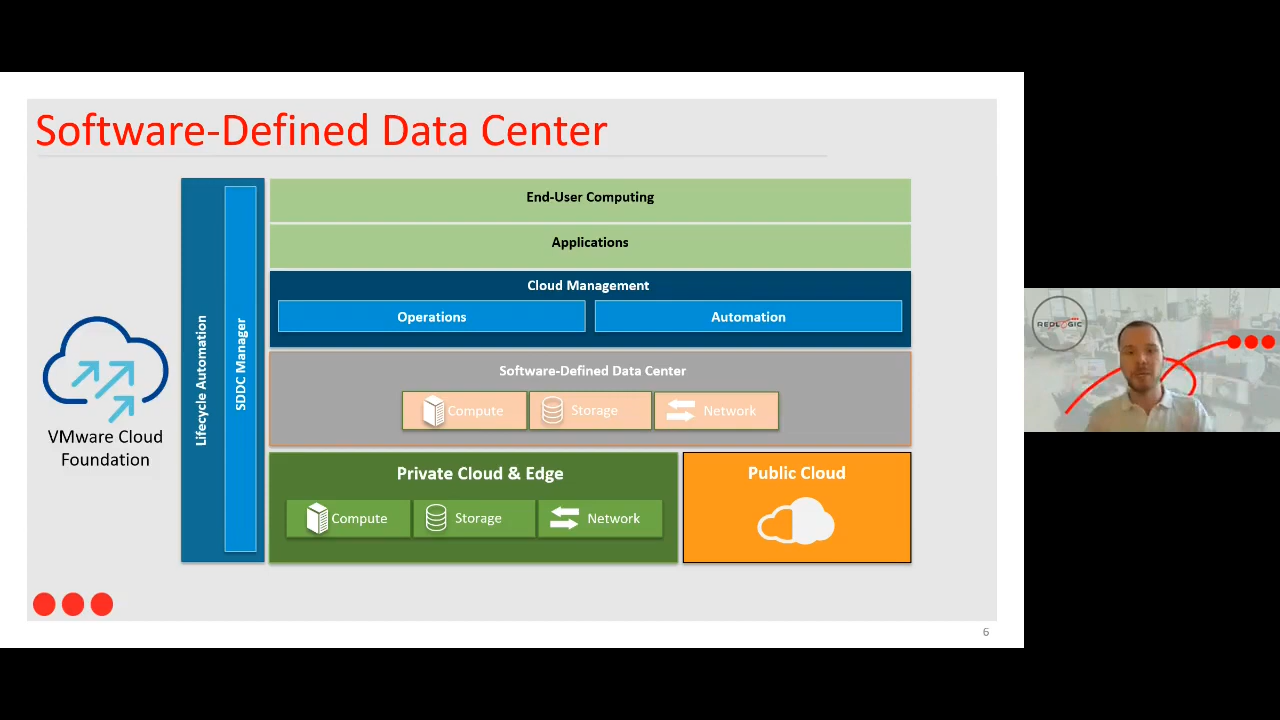 Software-Defined Data Center
End-User Computing
Applications
Cloud Management
Operations
Automation
Lifecycle Automation
SDDC Manager
Software-Defined Data Center
Compute
Storage
Network
VMware Cloud
Foundation
Private Cloud & Edge
Compute
Storage
Network
Public Cloud
6
REDLOGIC